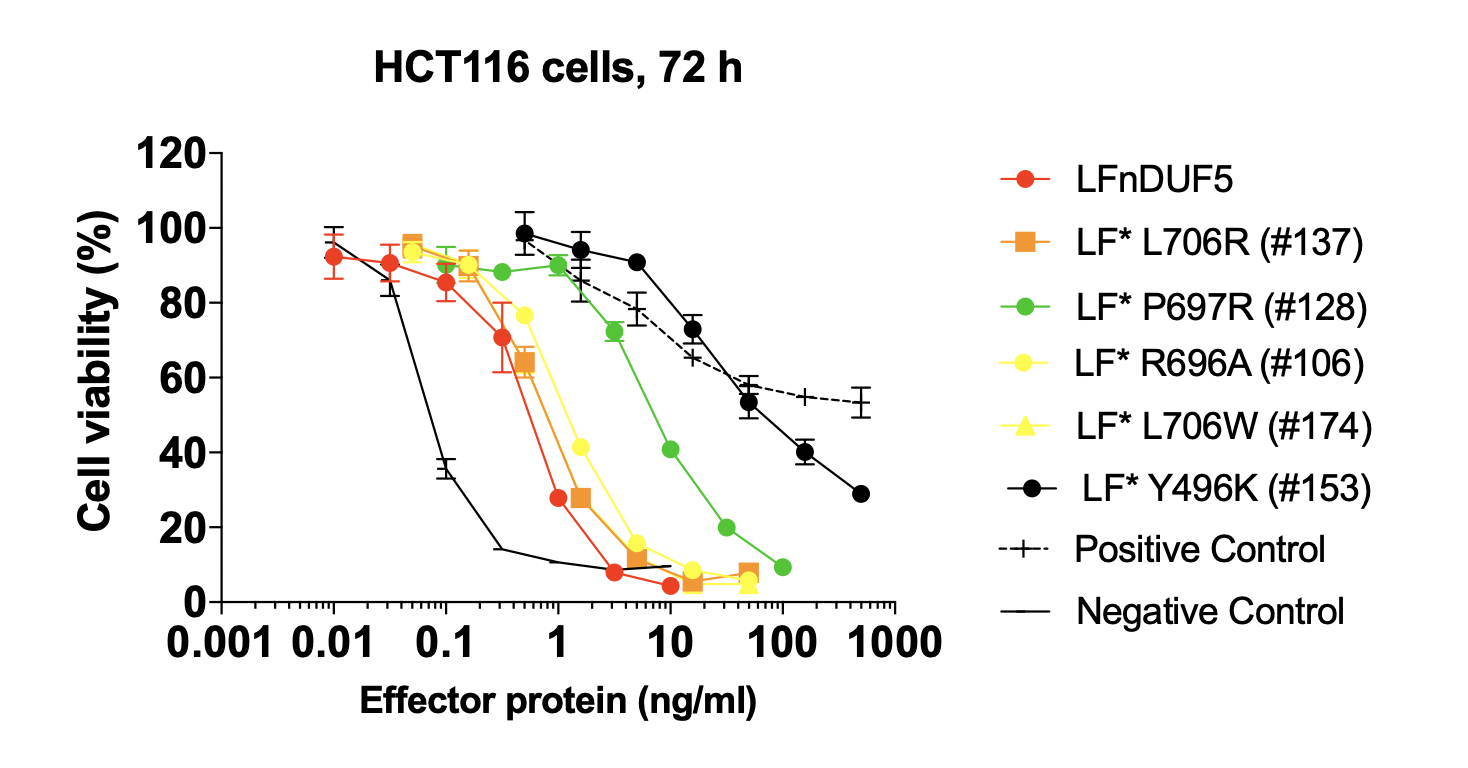 HCT116 cells, 72 h
120
100
80
60
40
20
0
Cell viability (%)
0.001 0.01 0.1 1 10 100 1000
Effector protein (ng/ml)
LFnDUF5
LF* L706R (#137)
LF* P697R (#128)
LF* R696A (#106)
LF* L706W (#174)
LF* Y496K (#153)
Positive Control
Negative Control